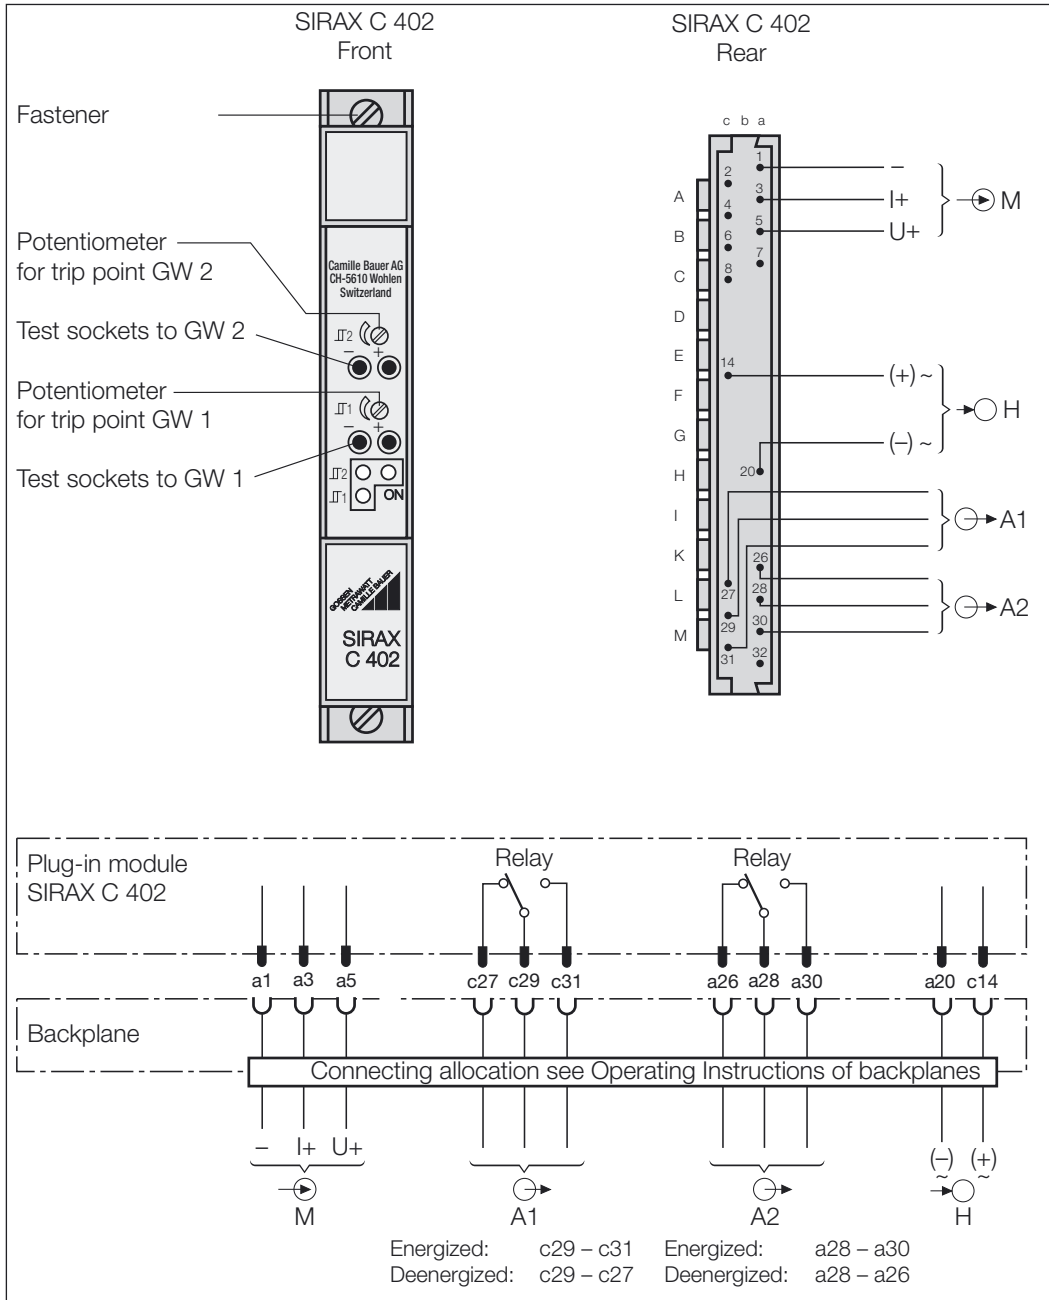 SIRAX C 402
Front
SIRAX C 402
Rear
Fastener
Potentiometer
for trip point GW 2
Test sockets to GW 2
Potentiometer
for trip point GW 1
Test sockets to GW 1
Camille Bauer AG
CH-5610 Wohlen
Switzerland
2
– +
1
– +
2
1 ON
GOSSEN
METRAWATT
CAMILLE BAUER
SIRAX
C 402
c b a
1
2
3
4
5
6
7
8
14
20
26
27
28
29
30
31
32
A
B
C
D
E
F
G
H
I
K
L
M
–
I+
U+
M
(+) ~
(–) ~
H
A1
A2
Plug-in module
SIRAX C 402
Relay
Relay
a1 a3 a5 c27 c29 c31 a26 a28 a30 a20 c14
Backplane
Connecting allocation see Operating Instructions of backplanes
– I+ U+
(–) (+)
~ ~
M A1 A2 H
Energized: c29 – c31 Energized: a28 – a30
Deenergized: c29 – c27 Deenergized: a28 – a26